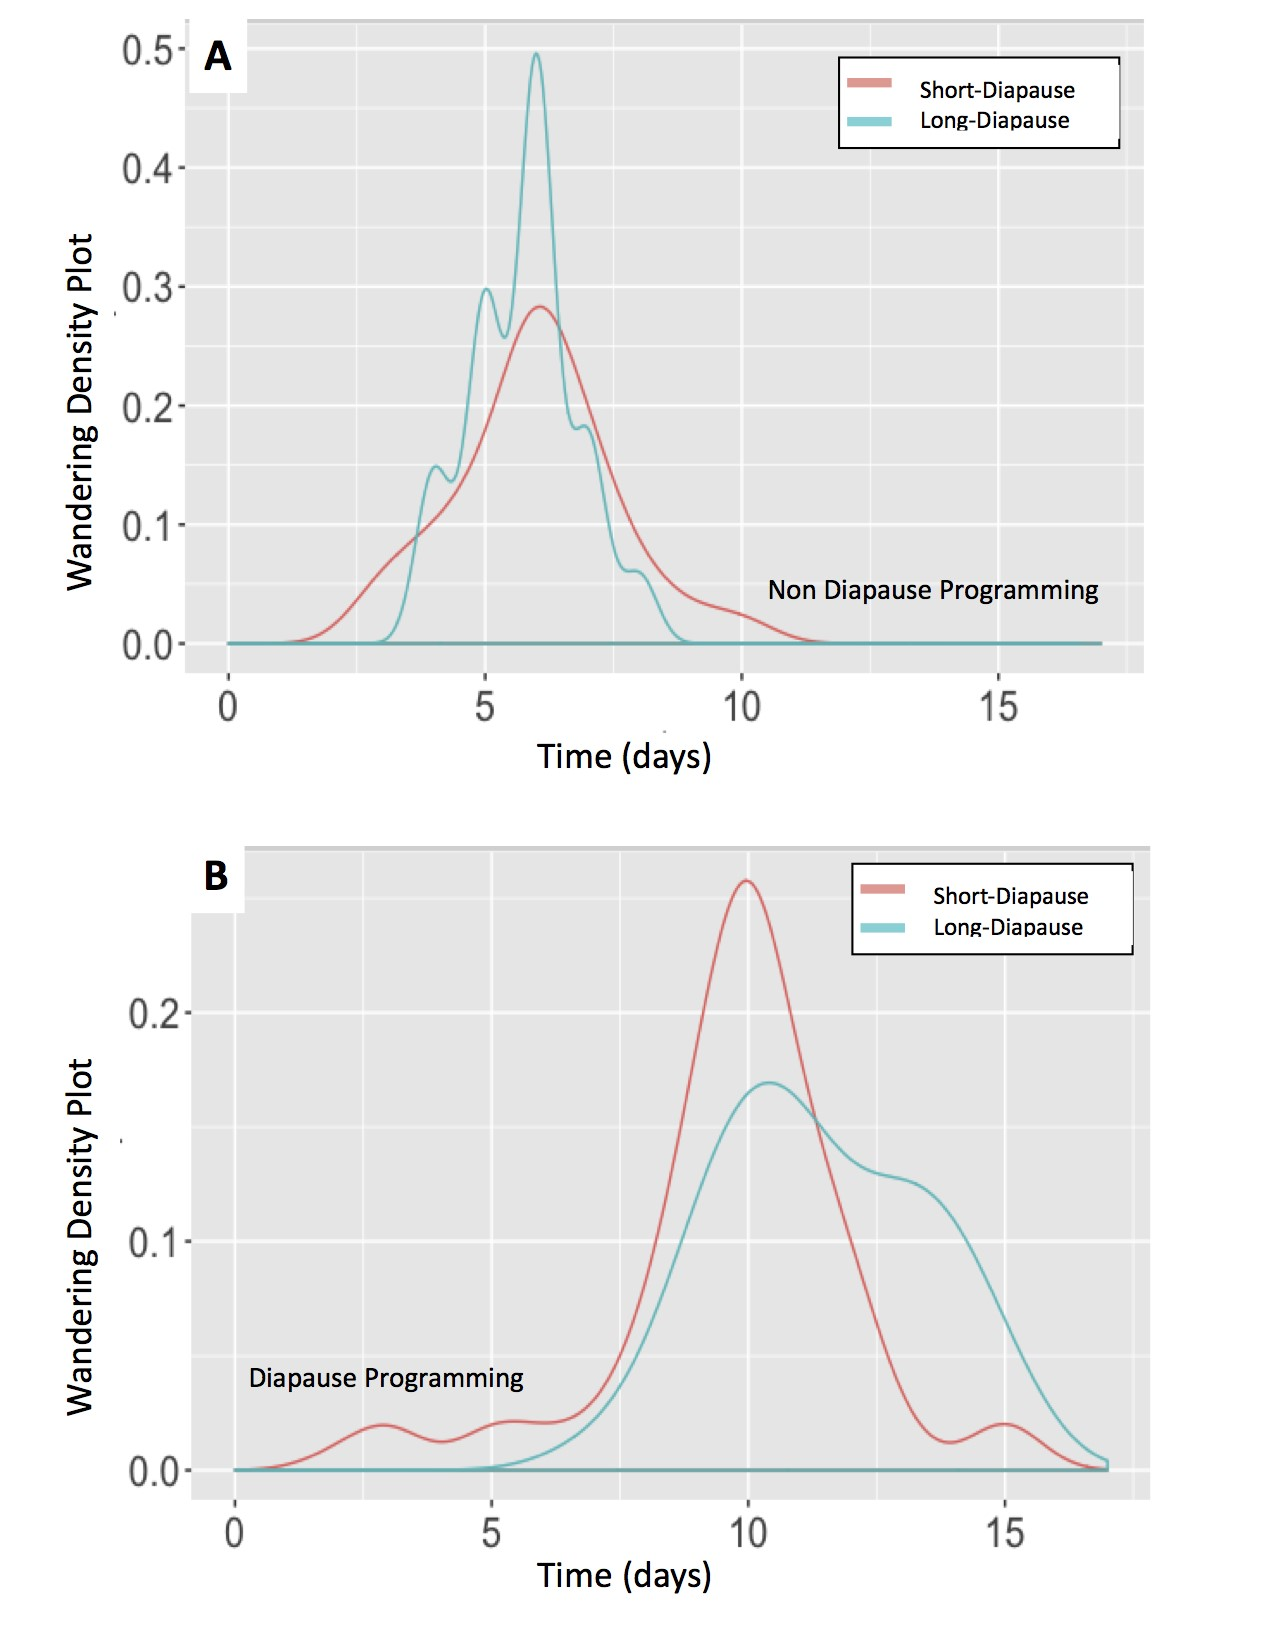 A
Short-Diapause
Long-Diapause
0.5
0.4
0.3
0.2
0.1
0.0
Wandering Density Plot
Non Diapause Programming
0 5 10 15
Time (days)
B
Short-Diapause
Long-Diapause
0.2
0.1
0.0
Wandering Density Plot
Diapause Programming
0 5 10 15
Time (days)